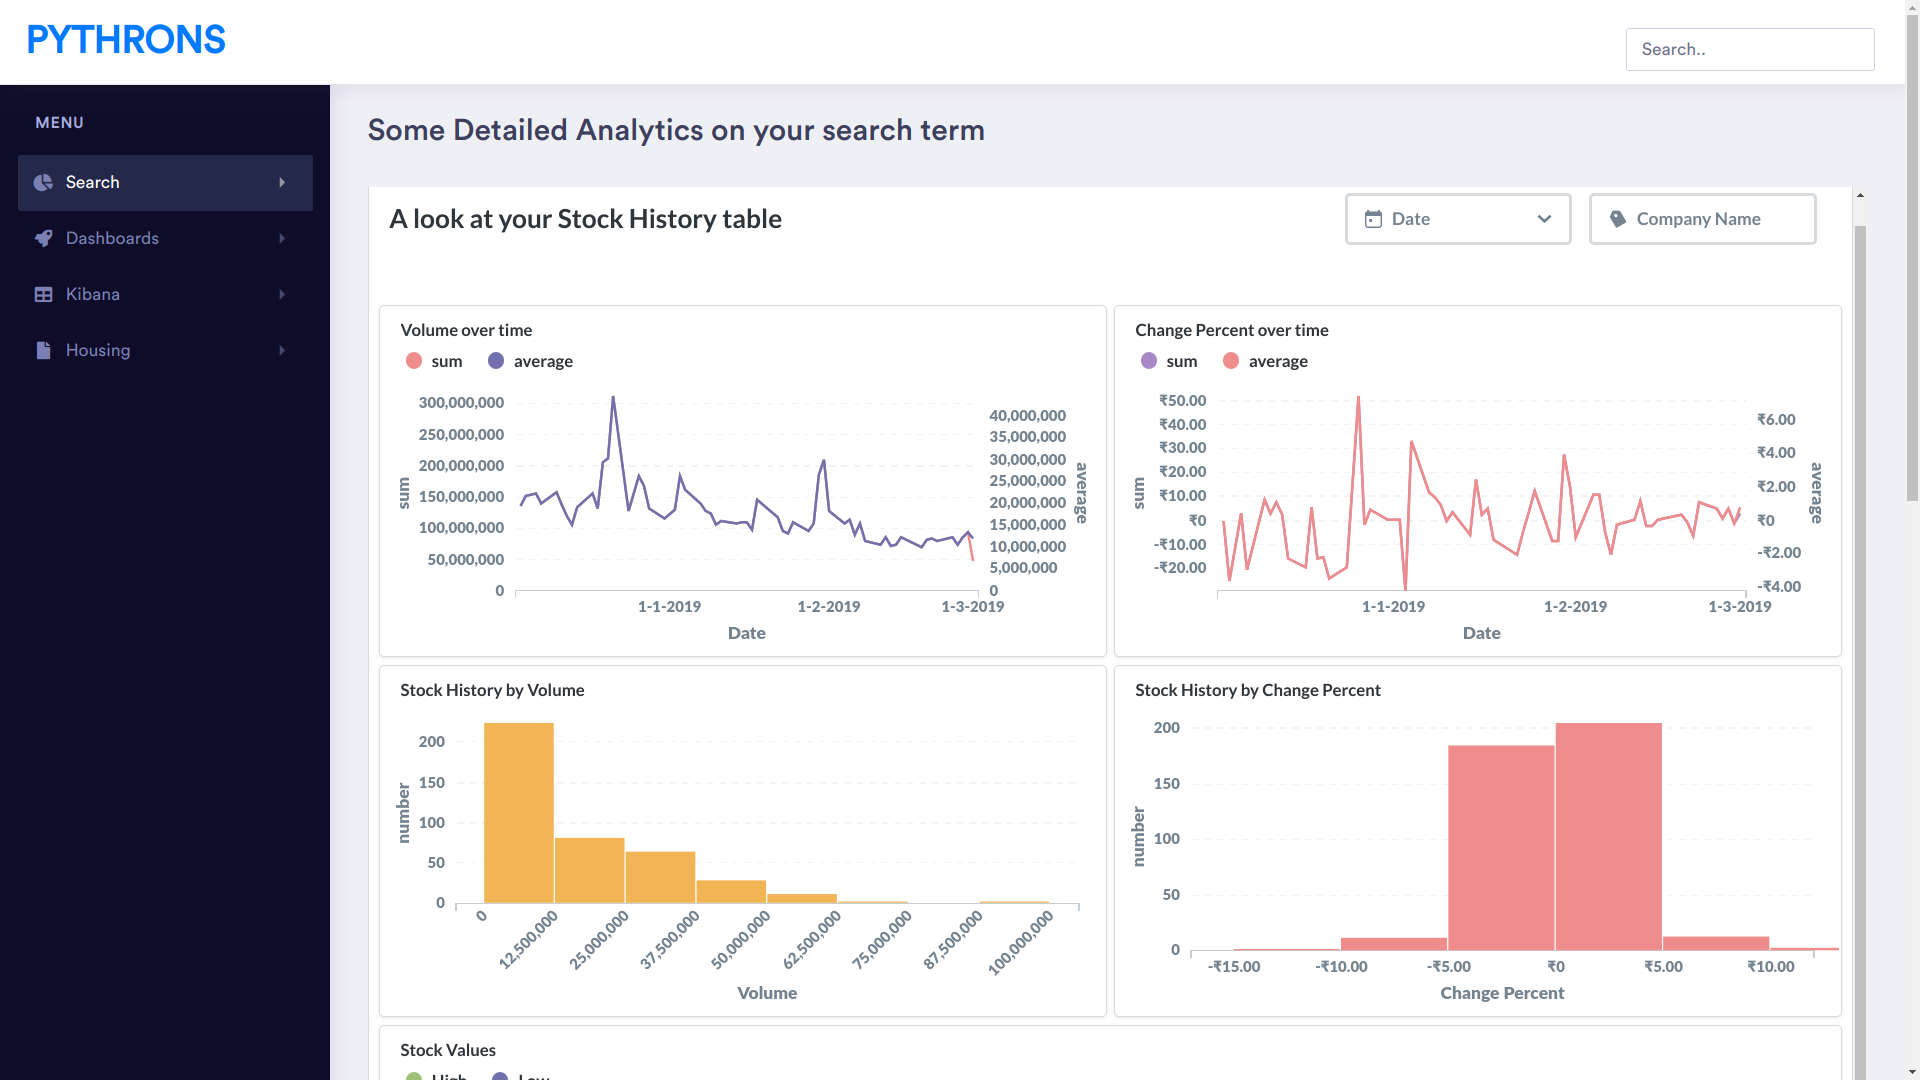 PYTHRONS
Search..
MENU
Search
Dashboards
Kibana
Housing
Some Detailed Analytics on your search term
A look at your Stock History table
Date
Company Name
Volume over time
sum average
300,000,000
250,000,000
200,000,000
150,000,000
100,000,000
50,000,000
0
sum
40,000,000
35,000,000
30,000,000
25,000,000
20,000,000
15,000,000
10,000,000
5,000,000
0
average
1-1-2019 1-2-2019 1-3-2019
Date
Change Percent over time
sum average
₹50.00
₹40.00
₹30.00
₹20.00
₹10.00
₹0
-₹10.00
-₹20.00
sum
₹6.00
₹4.00
₹2.00
₹0
-₹2.00
-₹4.00
average
1-1-2019 1-2-2019 1-3-2019
Date
Stock History by Volume
200
150
100
50
0
number
0 12,500,000 25,000,000 37,500,000 50,000,000 62,500,000 75,000,000 87,500,000 100,000,000
Volume
Stock History by Change Percent
200
150
100
50
0
number
-₹15.00 -₹10.00 -₹5.00 ₹0 ₹5.00 ₹10.00
Change Percent
Stock Values
High Low